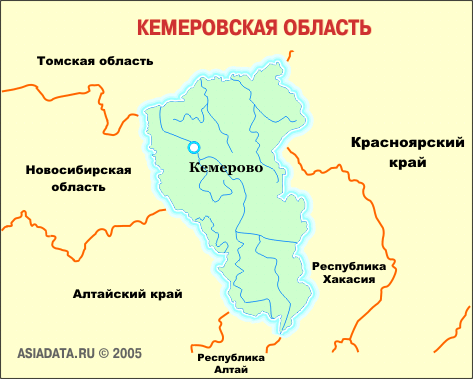 КЕМЕРОВСКАЯ ОБЛАСТЬ
Томская область
Красноярский
край
Кемерово
Новосибирская
область
Республика
Хакасия
Алтайский край
ASIADATA.RU © 2005
Республика
Алтай